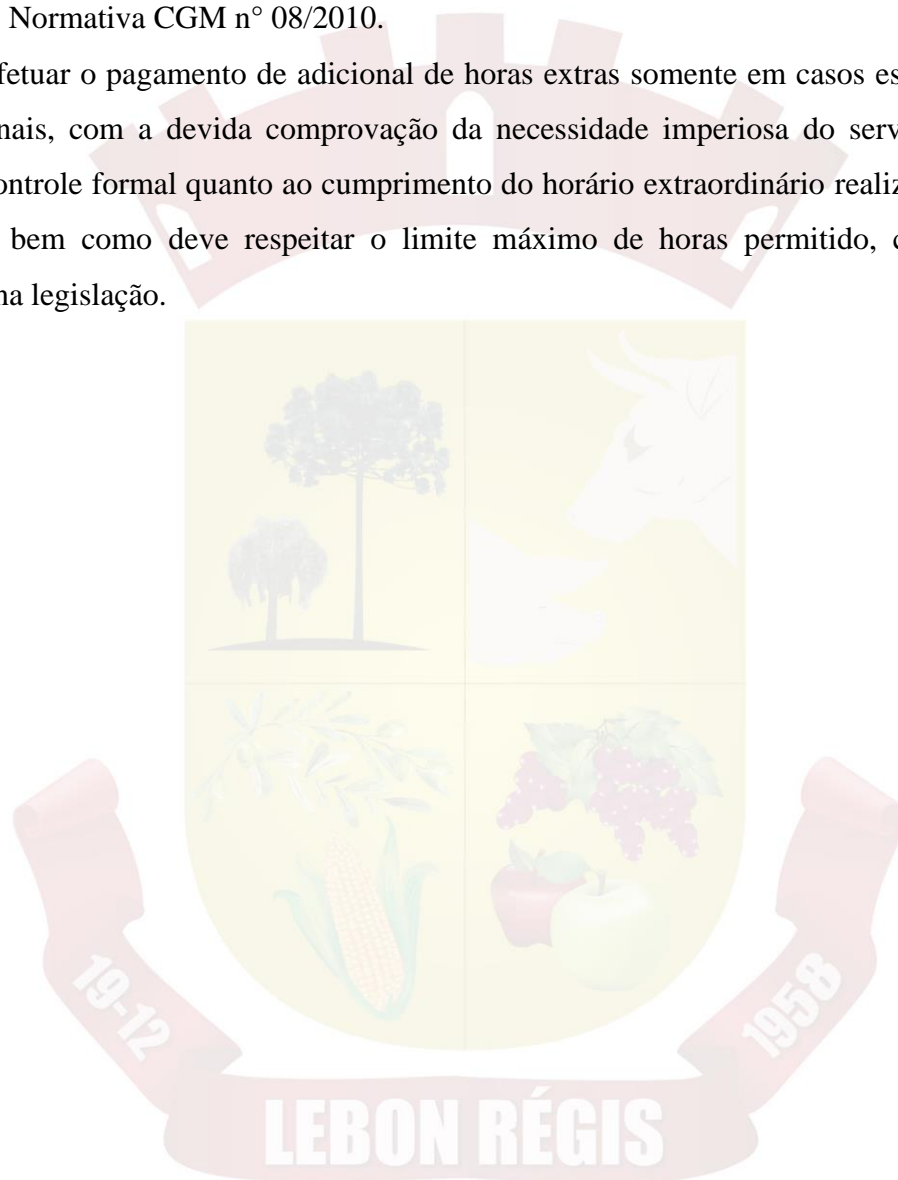 Normativa CGM n° 08/2010.
fetuar o pagamento de adicional de horas extras somente em casos es
nais, com a devida comprovação da necessidade imperiosa do serv
ontrole formal quanto ao cumprimento do horário extraordinário realiz
bem como deve respeitar o limite máximo de horas permitido, c
na legislação.
19-12
1958
LEBON RÉGIS